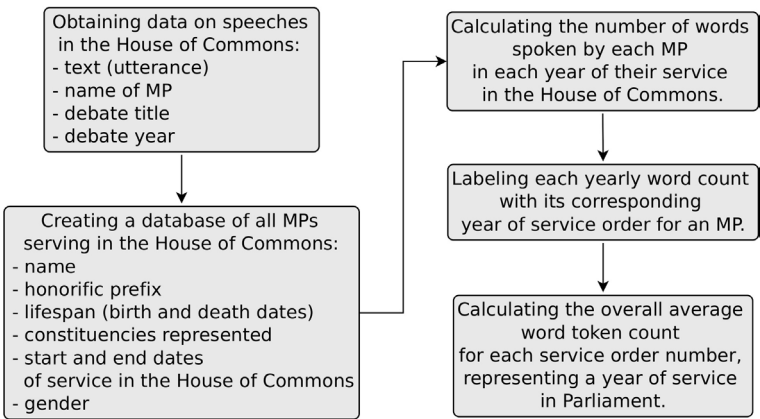 Obtaining data on speeches
in the House of Commons:
- text (utterance)
- name of MP
- debate title
- debate year
Creating a database of all MPs
serving in the House of Commons:
- name
- honorific prefix
- lifespan (birth and death dates)
- constituencies represented
- start and end dates
of service in the House of Commons
- gender
Calculating the number of words
spoken by each MP
in each year of their service
in the House of Commons.
Labeling each yearly word count
with its corresponding
year of service order for an MP.
Calculating the overall average
word token count
for each service order number,
representing a year of service
in Parliament.